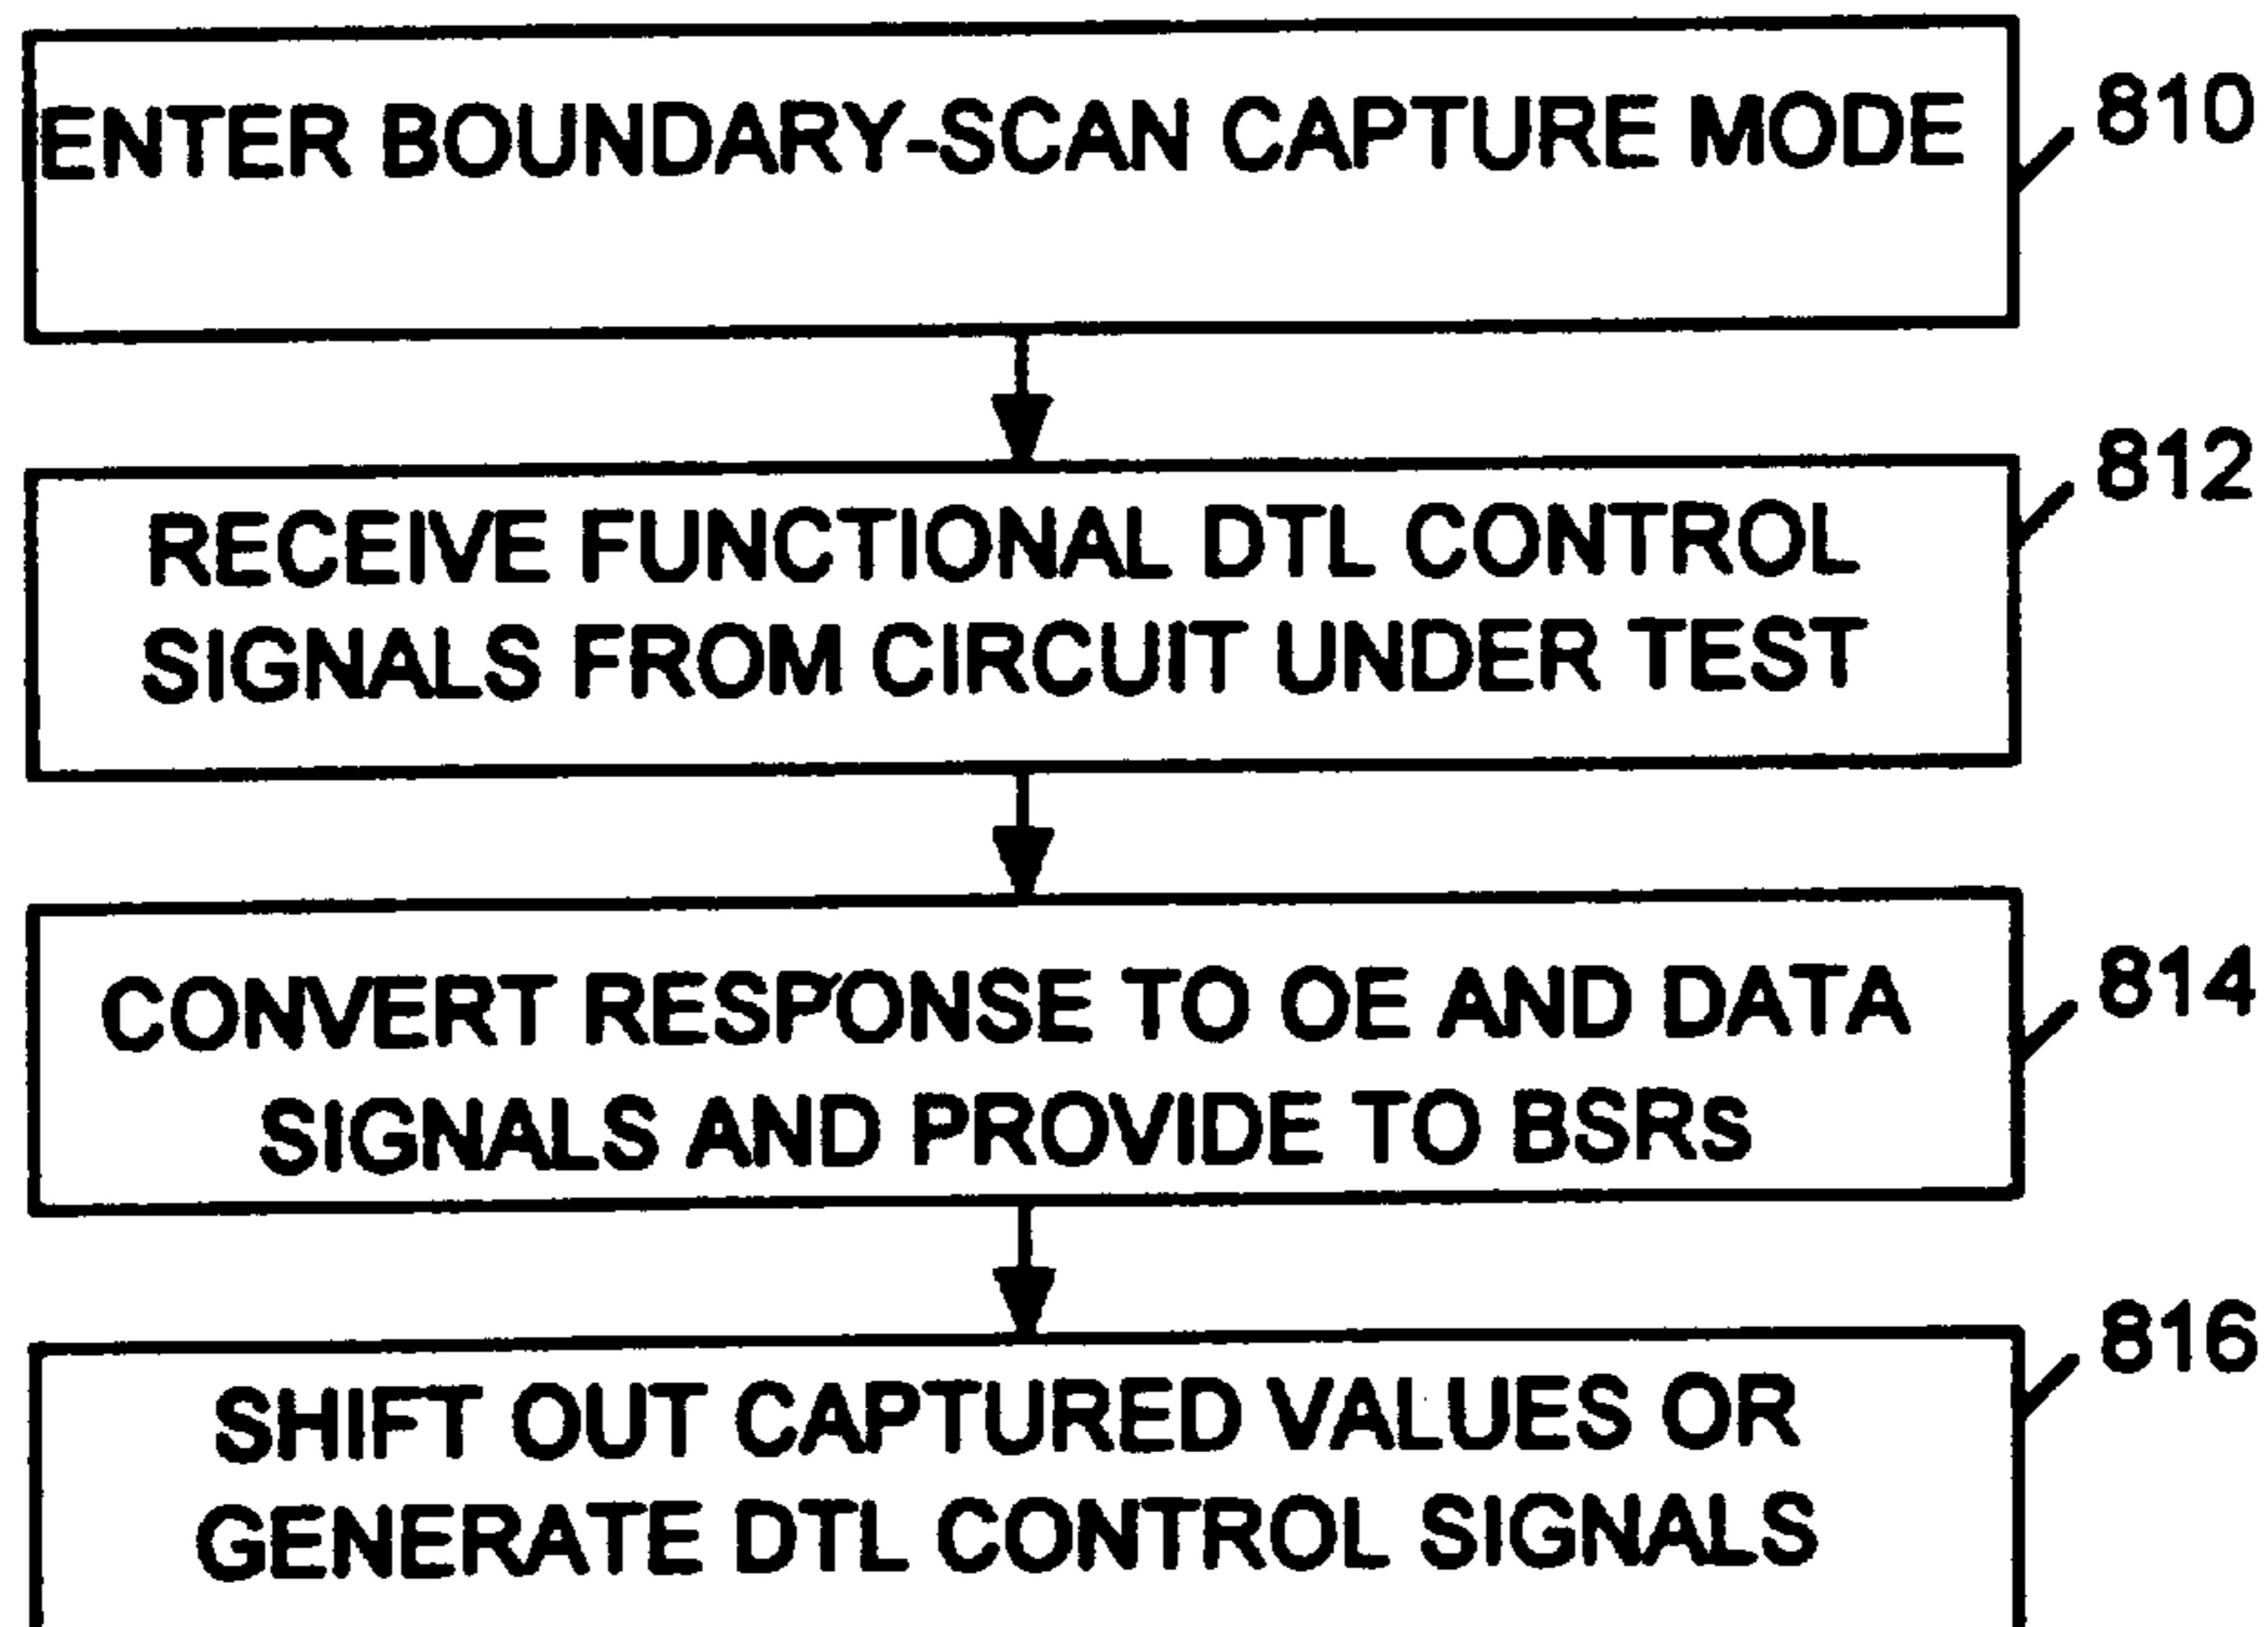 ENTER BOUNDARY-SCAN CAPTURE MODE
810
RECEIVE FUNCTIONAL DTL CONTROL
SIGNALS FROM CIRCUIT UNDER TEST
812
CONVERT RESPONSE TO OE AND DATA
SIGNALS AND PROVIDE TO BSRs
814
SHIFT OUT CAPTURED VALUES OR
GENERATE DTL CONTROL SIGNALS
816